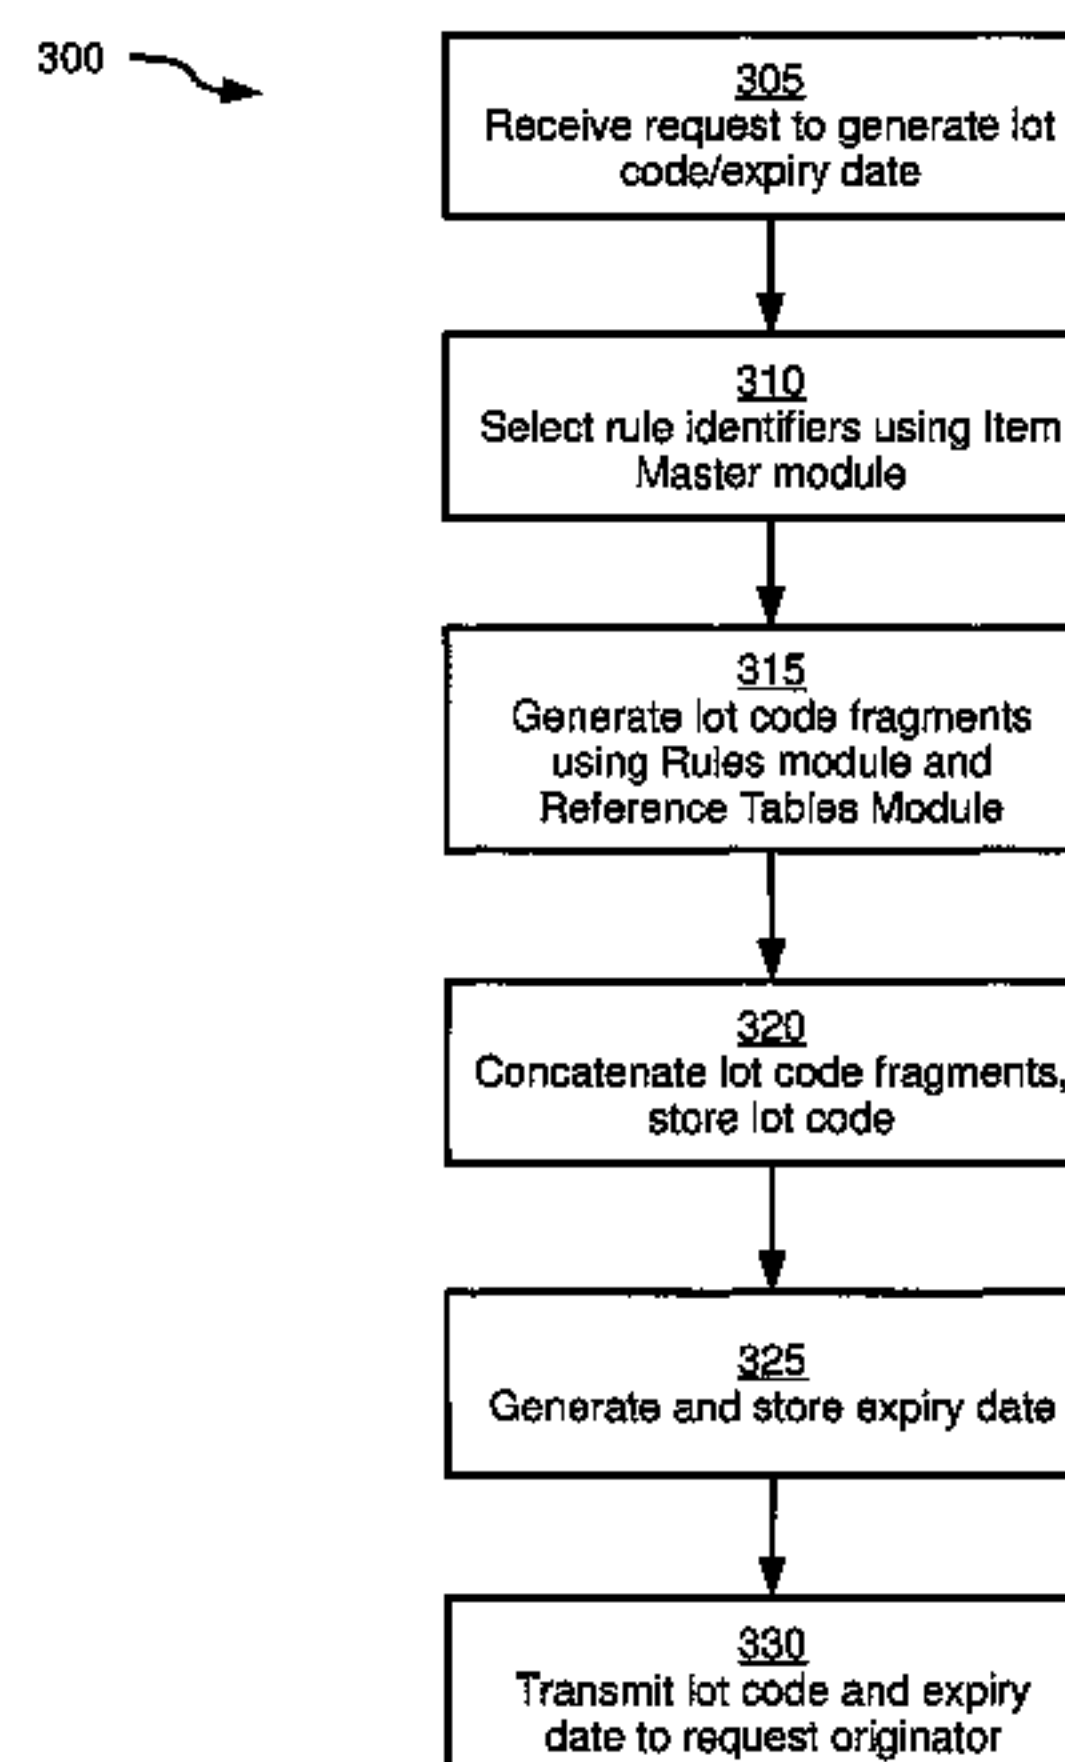 300
305
Receive request to generate lot
code/expiry date
310
Select rule identifiers using Item
Master module
315
Generate lot code fragments
using Rules module and
Reference Tables Module
320
Concatenate lot code fragments,
store lot code
325
Generate and store expiry date
330
Transmit lot code and expiry
date to request originator